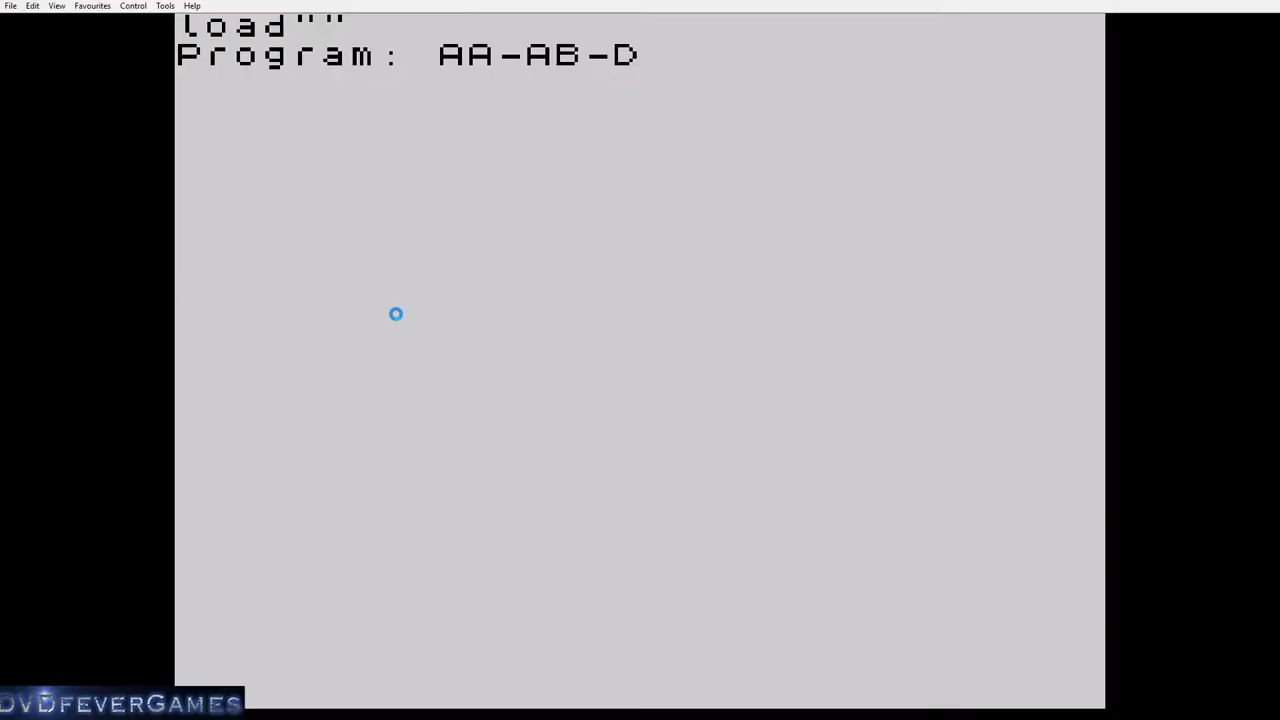 File Edit View Favourites Control Tools Help
load""
Program: AA-AB-D
DVDfeverGames